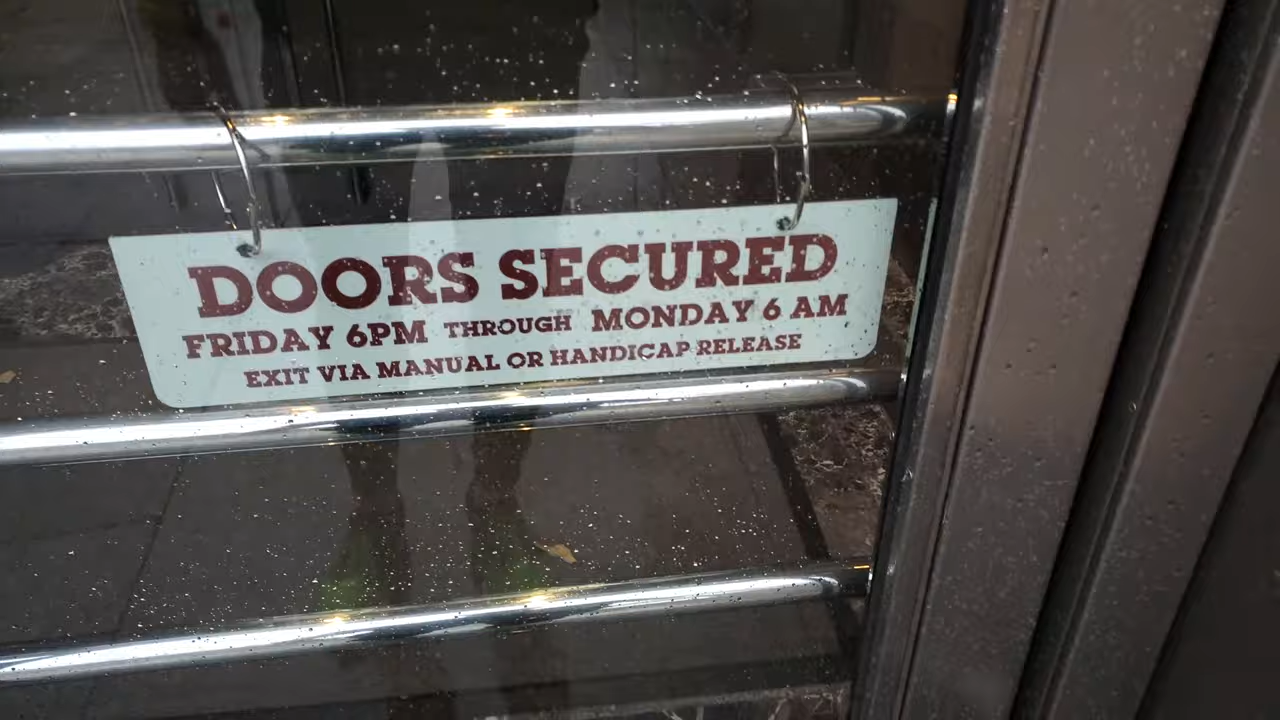 DOORS SECURED
FRIDAY 6PM THROUGH MONDAY 6 AM
EXIT VIA MANUAL OR HANDICAP RELEASE